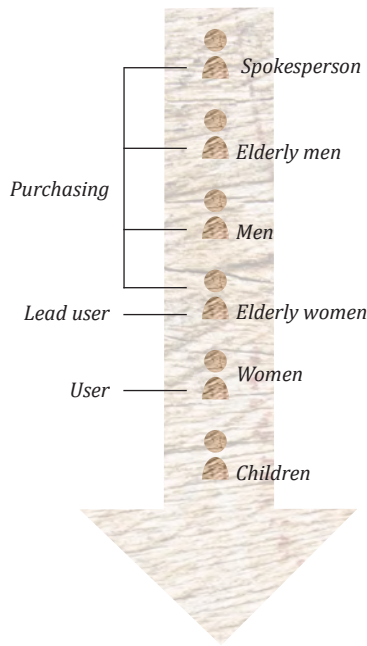 Spokesperson
Elderly men
Purchasing
Men
Lead user
Elderly women
Women
User
Children